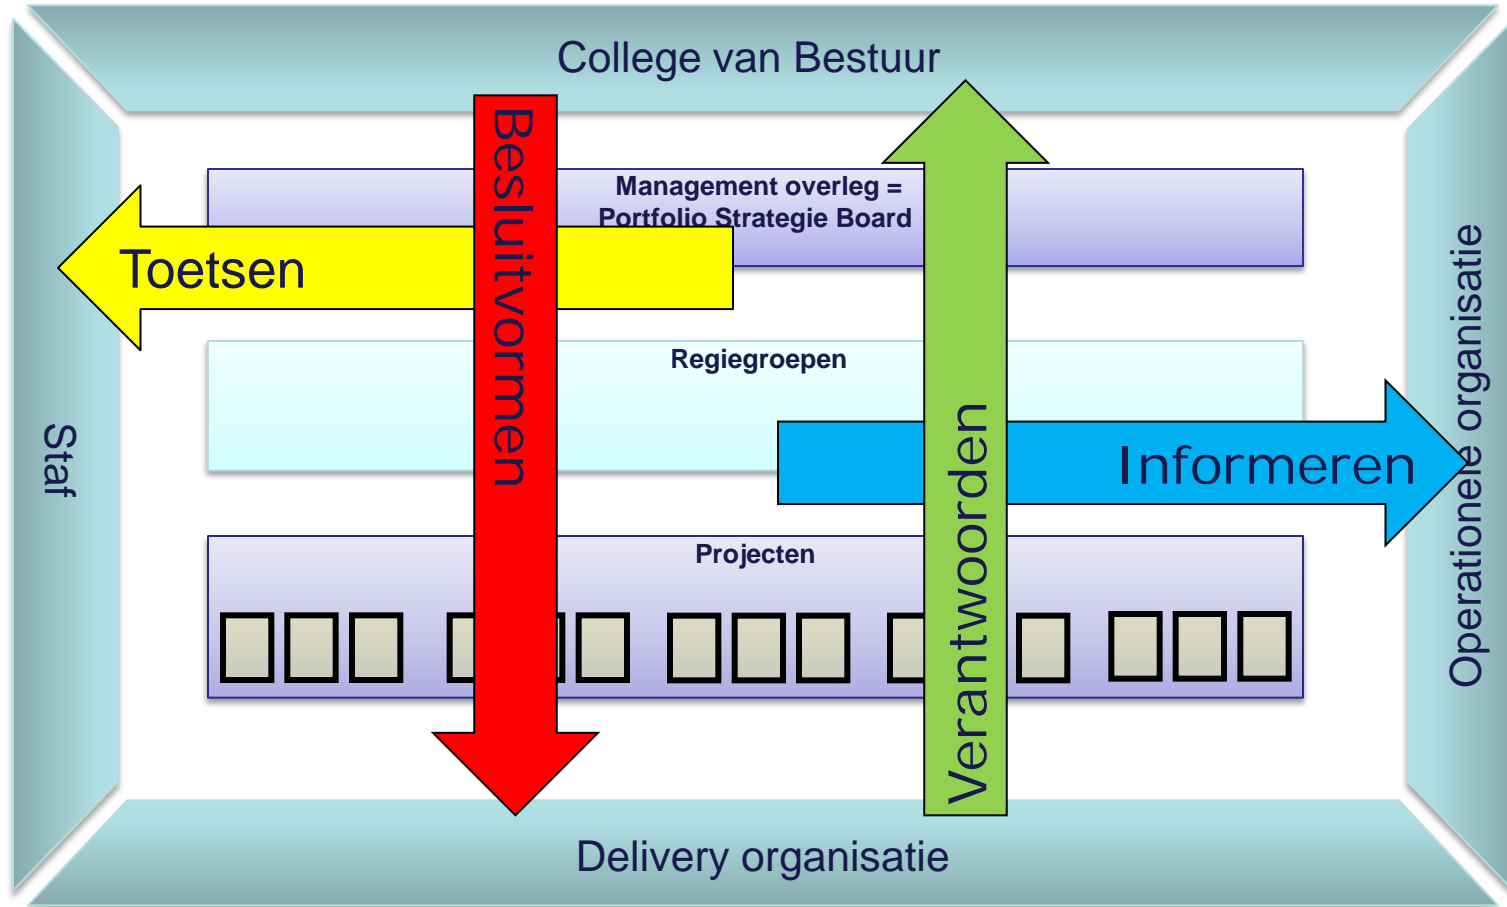 College van Bestuur
Besluitvormen
Management overleg =
Portfolio Strategie Board
Toetsen
Regiegroepen
Staf
Verantwoorden
Informeren
Operationele organisatie
Projecten
Delivery organisatie